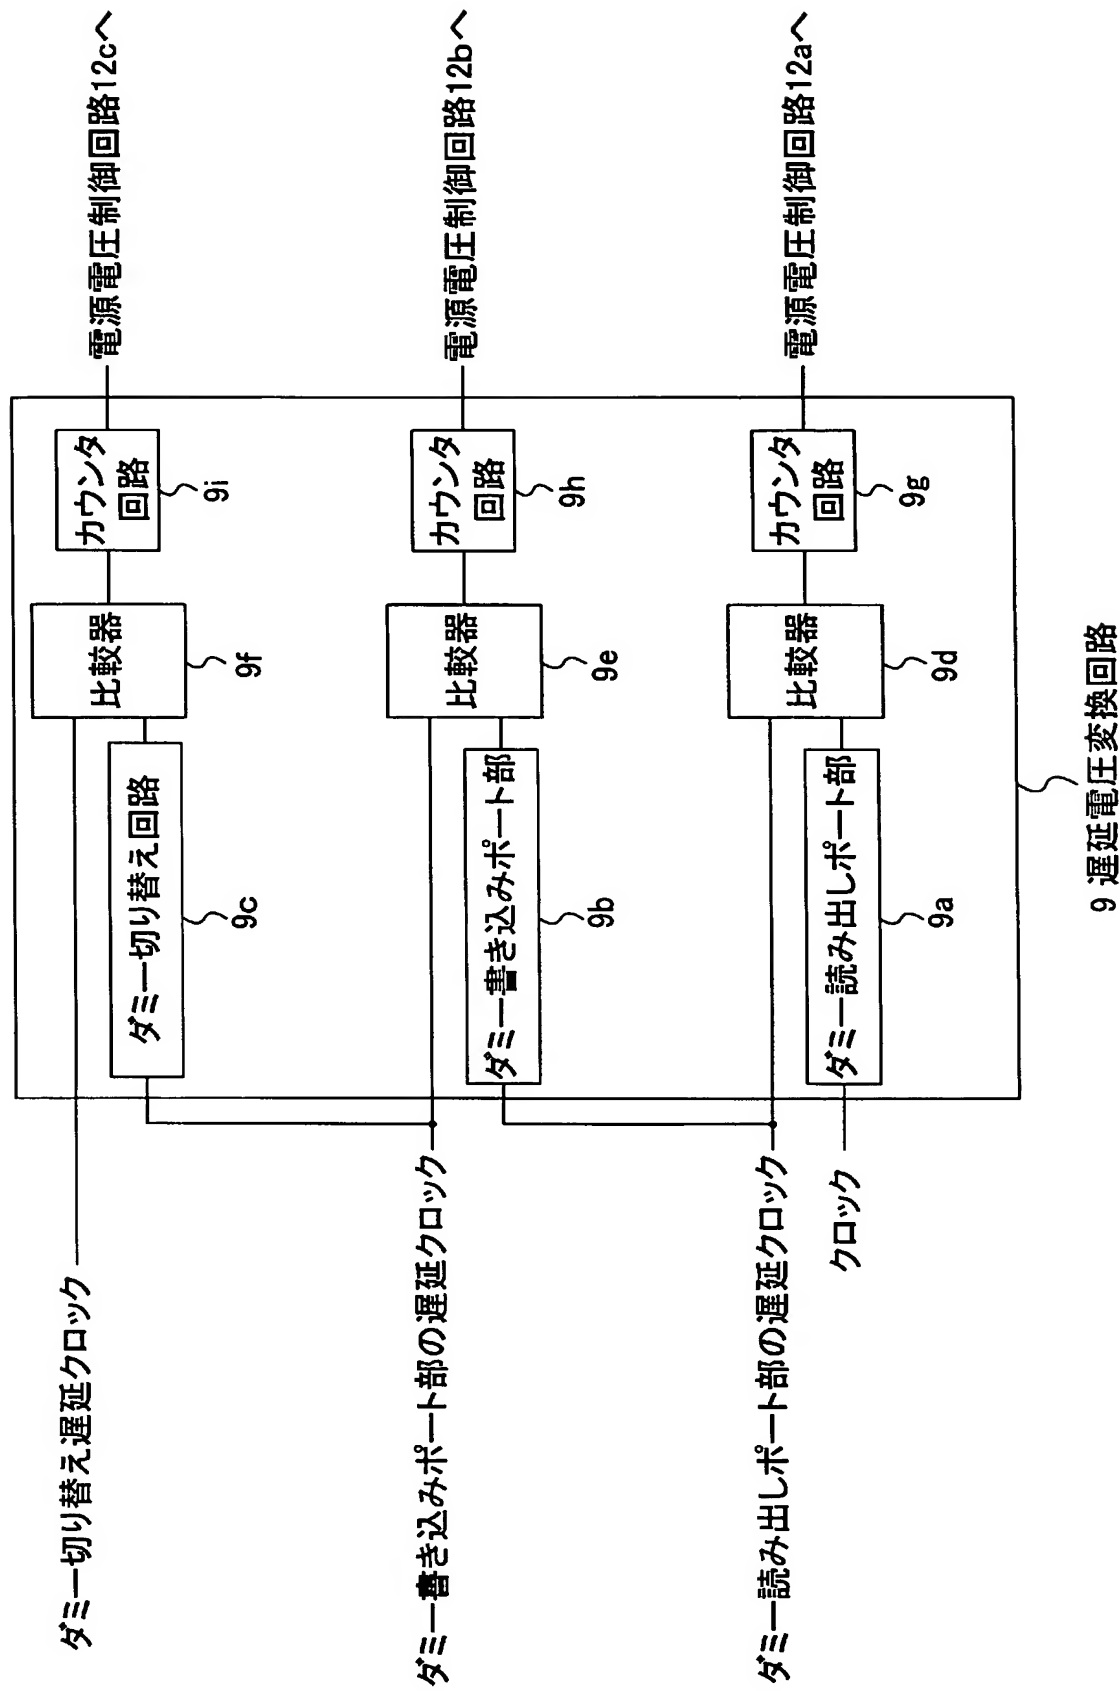 ダミー切り替え遅延クロック
ダミー切り替え回路
9c
比較器
9f
カウンタ
回路
9i
電源電圧制御回路12cへ
ダミー書き込みポート部の遅延クロック
ダミー書き込みポート部
9b
比較器
9e
カウンタ
回路
9h
電源電圧制御回路12bへ
ダミー読み出しポート部の遅延クロック
クロック
ダミー読み出しポート部
9a
比較器
9d
カウンタ
回路
9g
電源電圧制御回路12aへ
9 遅延電圧変換回路